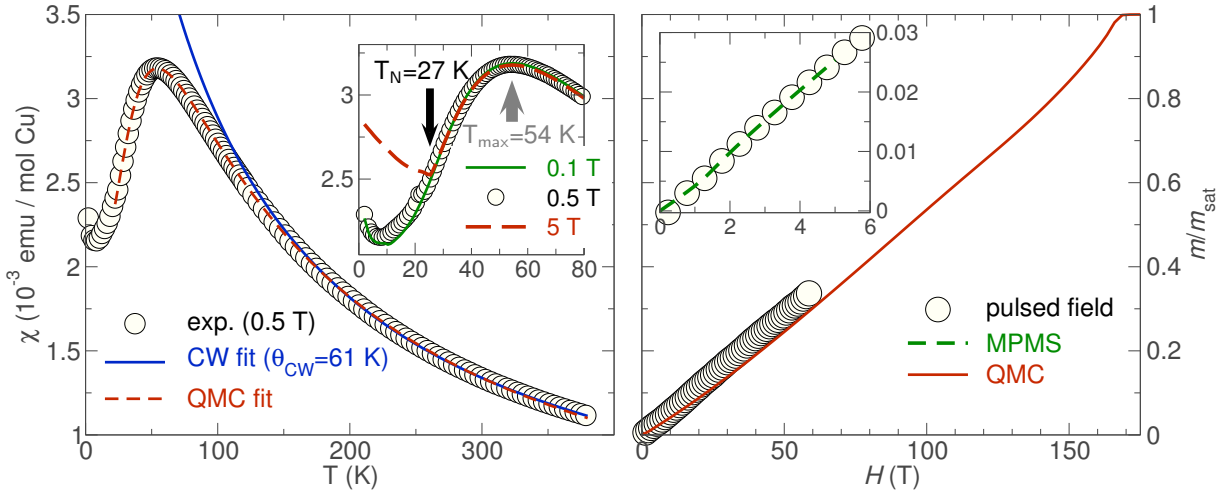 3.5
3
2.5
2
1.5
1
0
100
200
300
T (K)
χ (10⁻³ emu / mol Cu)
exp. (0.5 T)
CW fit (θ_CW=61 K)
QMC fit
T_N=27 K
T_max=54 K
0.1 T
0.5 T
5 T
3
2.5
0
20
40
60
80
0.03
0.02
0.01
0
0
2
4
6
pulsed field
MPMS
QMC
0
50
100
150
H (T)
1
0.8
0.6
0.4
0.2
0
m/m_sat